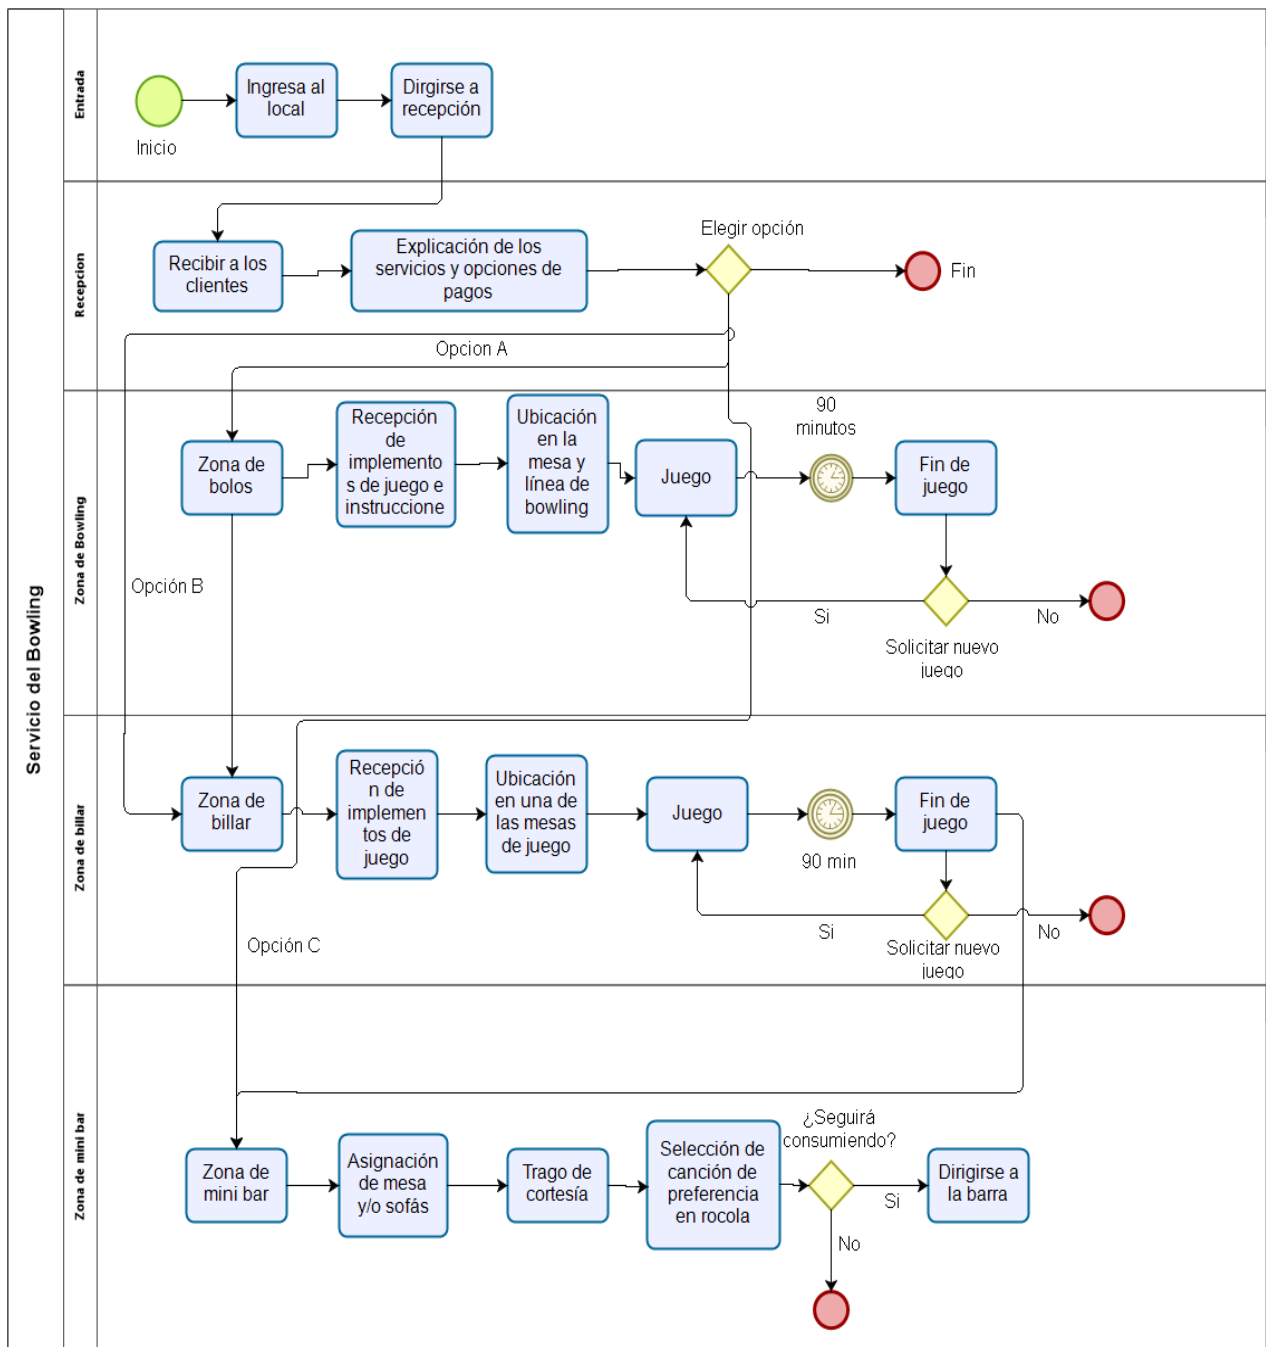 Servicio del Bowling
Entrada
Inicio
Ingresa al
local
Dirgirse a
recepción
Recepcion
Recibir a los
clientes
Explicación de los
servicios y opciones de
pagos
Elegir opción
Fin
Opcion A
Zona de Bowling
Zona de
bolos
Recepción
de
implemento
s de juego e
instruccione
Ubicación
en la
mesa y
línea de
bowling
Juego
90
minutos
Fin de
juego
Opción B
Si
No
Solicitar nuevo
juego
Zona de billar
Zona de
billar
Recepció
n de
implemen
tos de
juego
Ubicación
en una de
las mesas
de juego
Juego
90 min
Fin de
juego
Si
No
Solicitar nuevo
juego
Opción C
Zona de mini bar
Zona de
mini bar
Asignación
de mesa
y/o sofás
Trago de
cortesía
Selección de
canción de
preferencia
en rocola
¿Seguirá
consumiendo?
Si
Dirigirse a
la barra
No